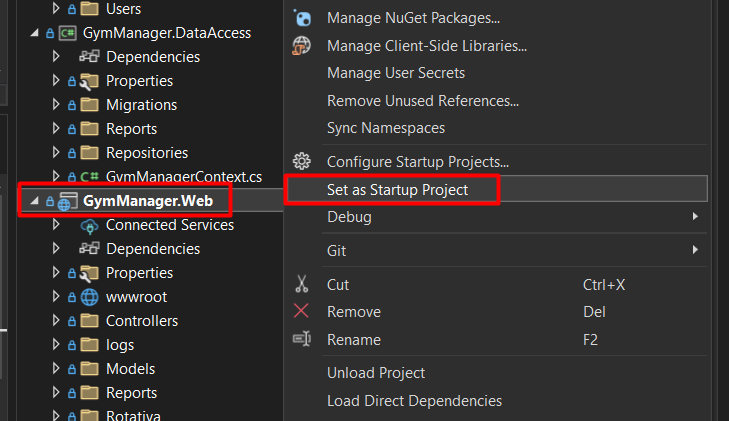 Users
GymManager.DataAccess
Dependencies
Properties
Migrations
Reports
Repositories
C# GymManagerContext.cs
GymManager.Web
Connected Services
Dependencies
Properties
wwwroot
Controllers
logs
Models
Reports
Rotativa
Manage NuGet Packages...
Manage Client-Side Libraries...
Manage User Secrets
Remove Unused References...
Sync Namespaces
Configure Startup Projects...
Set as Startup Project
Debug
Git
Cut Ctrl+X
Remove Del
Rename F2
Unload Project
Load Direct Dependencies